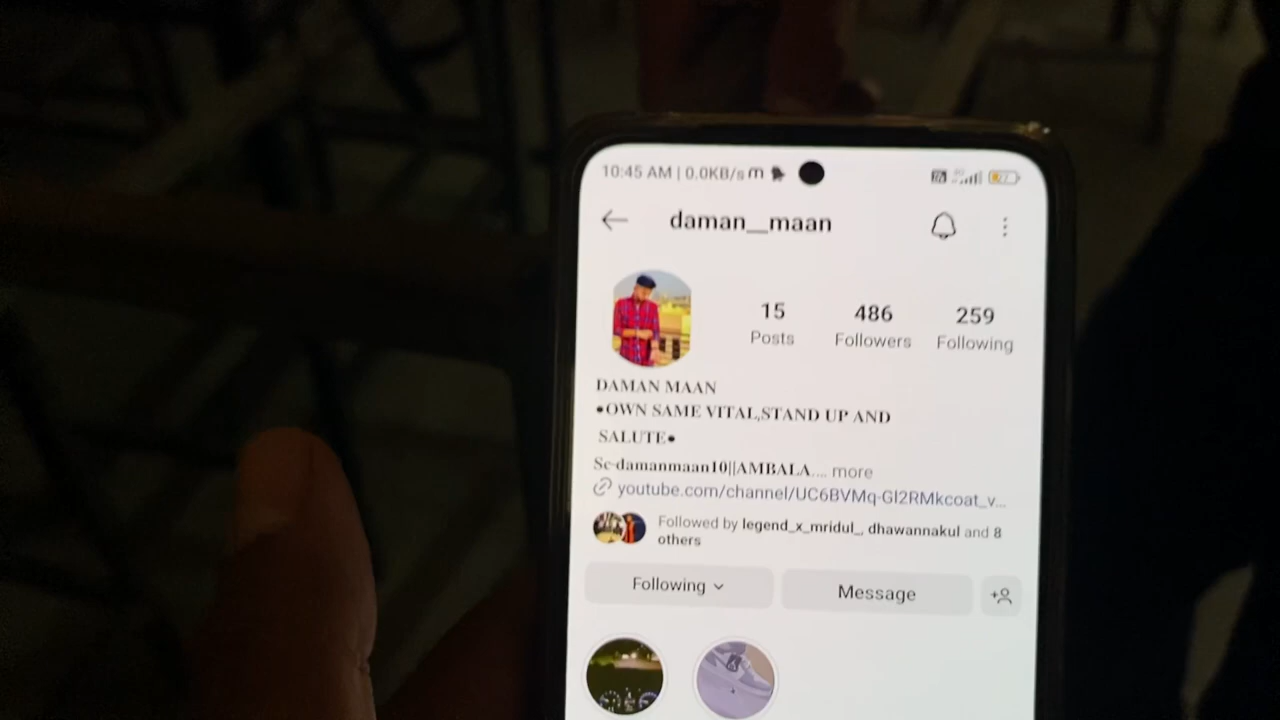 10:45 AM | 0.0KB/s m
daman__maan
15 486 259
Posts Followers Following
DAMAN MAAN
●OWN SAME VITAL,STAND UP AND
SALUTE●
Sc-damanmaan10||AMBALA.... more
youtube.com/channel/UC6BVMq-Gl2RMkcoat_v...
Followed by legend_x_mridul_, dhawannakul and 8
others
Following
Message